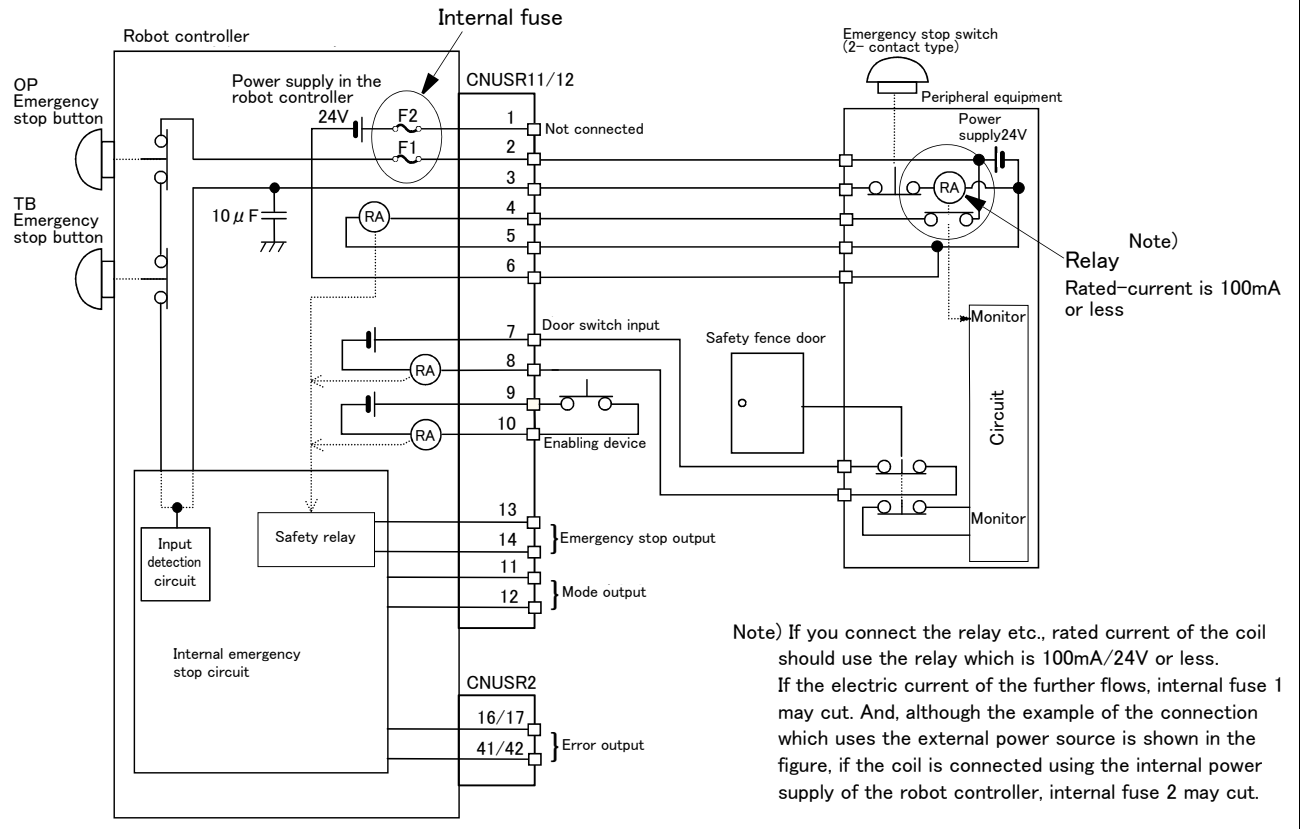 Internal fuse
Robot controller
Emergency stop switch
(2- contact type)
OP
Emergency
stop button
Power supply in the
robot controller
24V
F2
F1
CNUSR11/12
Peripheral equipment
Power
supply24V
1
Not connected
2
3
RA
TB
Emergency
stop button
10μF
RA
4
5
6
Note)
Relay
Rated-current is 100mA
or less
7
Door switch input
Safety fence door
Monitor
8
RA
9
10
RA
Enabling device
Circuit
13
Safety relay
14
Emergency stop output
Monitor
Input
detection
circuit
11
12
Mode output
Internal emergency
stop circuit
CNUSR2
16/17
41/42
Error output
Note) If you connect the relay etc., rated current of the coil
should use the relay which is 100mA/24V or less.
If the electric current of the further flows, internal fuse 1
may cut. And, although the example of the connection
which uses the external power source is shown in the
figure, if the coil is connected using the internal power
supply of the robot controller, internal fuse 2 may cut.